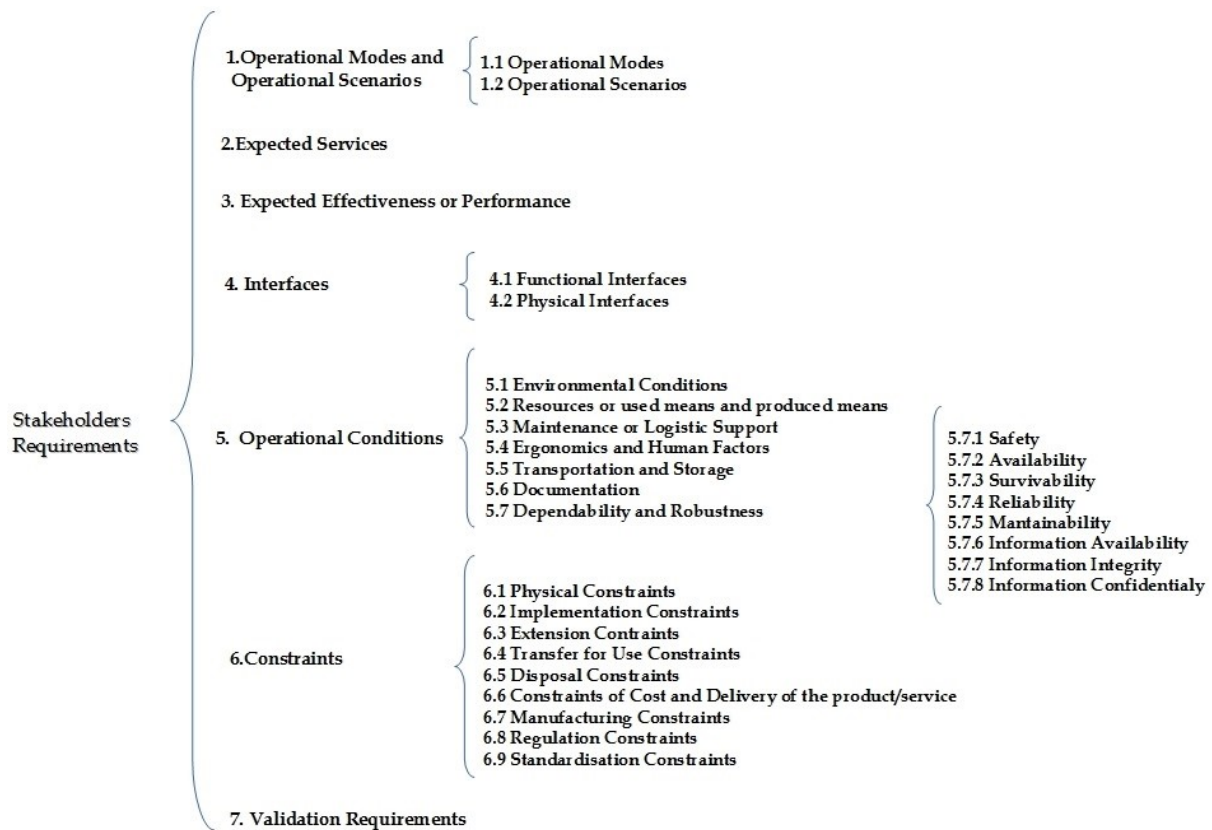 Stakeholders
Requirements
1.Operational Modes and
Operational Scenarios
1.1 Operational Modes
1.2 Operational Scenarios
2.Expected Services
3. Expected Effectiveness or Performance
4. Interfaces
4.1 Functional Interfaces
4.2 Physical Interfaces
5. Operational Conditions
5.1 Environmental Conditions
5.2 Resources or used means and produced means
5.3 Maintenance or Logistic Support
5.4 Ergonomics and Human Factors
5.5 Transportation and Storage
5.6 Documentation
5.7 Dependability and Robustness
5.7.1 Safety
5.7.2 Availability
5.7.3 Survivability
5.7.4 Reliability
5.7.5 Mantainability
5.7.6 Information Availability
5.7.7 Information Integrity
5.7.8 Information Confidentialy
6.Constraints
6.1 Physical Constraints
6.2 Implementation Constraints
6.3 Extension Contraints
6.4 Transfer for Use Constraints
6.5 Disposal Constraints
6.6 Constraints of Cost and Delivery of the product/service
6.7 Manufacturing Constraints
6.8 Regulation Constraints
6.9 Standardisation Constraints
7. Validation Requirements